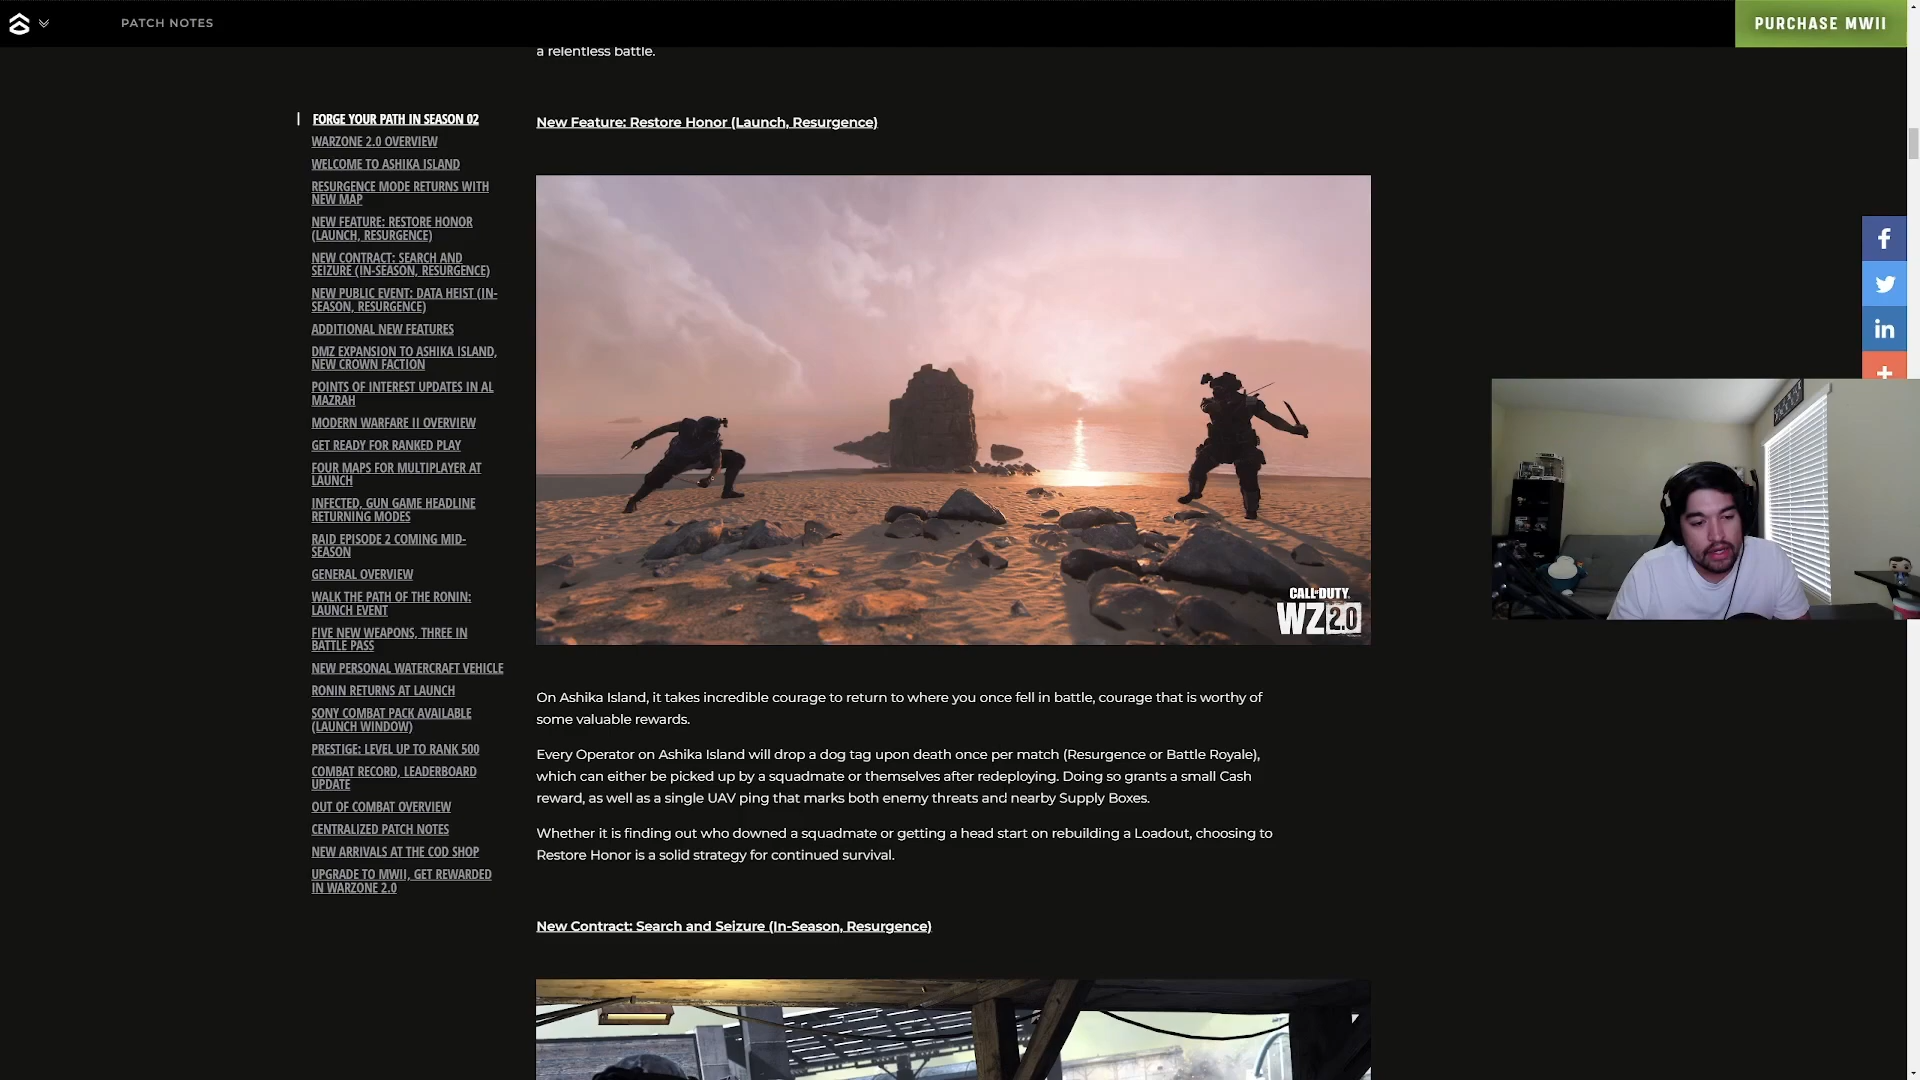 PATCH NOTES
PURCHASE MWII
a relentless battle.
FORGE YOUR PATH IN SEASON 02
WARZONE 2.0 OVERVIEW
WELCOME TO ASHIKA ISLAND
RESURGENCE MODE RETURNS WITH
NEW MAP
NEW FEATURE: RESTORE HONOR
(LAUNCH, RESURGENCE)
NEW CONTRACT: SEARCH AND
SEIZURE (IN-SEASON, RESURGENCE)
NEW PUBLIC EVENT: DATA HEIST (IN-
SEASON, RESURGENCE)
ADDITIONAL NEW FEATURES
DMZ EXPANSION TO ASHIKA ISLAND,
NEW CROWN FACTION
POINTS OF INTEREST UPDATES IN AL
MAZRAH
MODERN WARFARE II OVERVIEW
GET READY FOR RANKED PLAY
FOUR MAPS FOR MULTIPLAYER AT
LAUNCH
INFECTED, GUN GAME HEADLINE
RETURNING MODES
RAID EPISODE 2 COMING MID-
SEASON
GENERAL OVERVIEW
WALK THE PATH OF THE RONIN:
LAUNCH EVENT
FIVE NEW WEAPONS, THREE IN
BATTLE PASS
NEW PERSONAL WATERCRAFT VEHICLE
RONIN RETURNS AT LAUNCH
SONY COMBAT PACK AVAILABLE
(LAUNCH WINDOW)
PRESTIGE: LEVEL UP TO RANK 500
COMBAT RECORD, LEADERBOARD
UPDATE
OUT OF COMBAT OVERVIEW
CENTRALIZED PATCH NOTES
NEW ARRIVALS AT THE COD SHOP
UPGRADE TO MWII, GET REWARDED
IN WARZONE 2.0
New Feature: Restore Honor (Launch, Resurgence)
CALL OF DUTY
WZ 2.0
On Ashika Island, it takes incredible courage to return to where you once fell in battle, courage that is worthy of
some valuable rewards.
Every Operator on Ashika Island will drop a dog tag upon death once per match (Resurgence or Battle Royale),
which can either be picked up by a squadmate or themselves after redeploying. Doing so grants a small Cash
reward, as well as a single UAV ping that marks both enemy threats and nearby Supply Boxes.
Whether it is finding out who downed a squadmate or getting a head start on rebuilding a Loadout, choosing to
Restore Honor is a solid strategy for continued survival.
New Contract: Search and Seizure (In-Season, Resurgence)